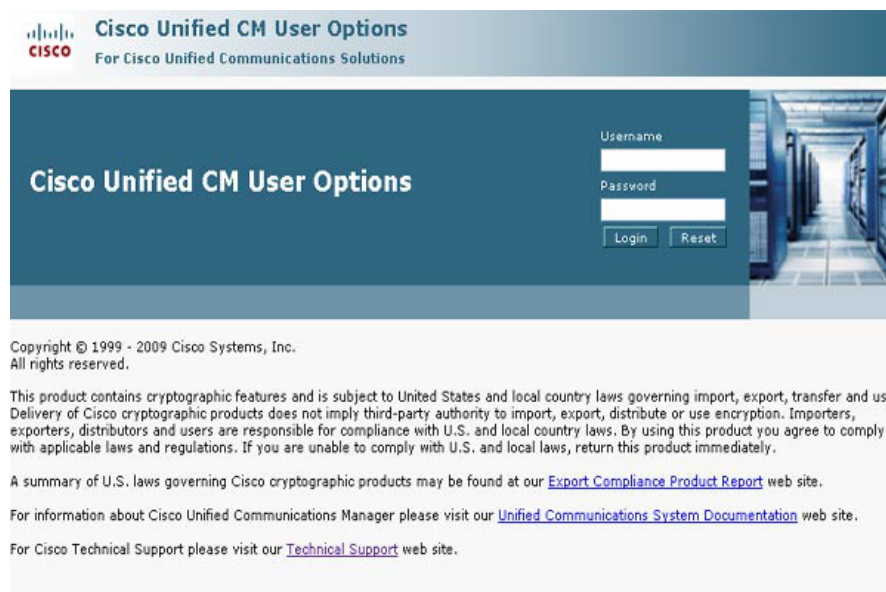 Cisco Unified CM User Options
CISCO
For Cisco Unified Communications Solutions
Username
Cisco Unified CM User Options
Password
Login Reset
Copyright © 1999 - 2009 Cisco Systems, Inc.
All rights reserved.
This product contains cryptographic features and is subject to United States and local country laws governing import, export, transfer and us
Delivery of Cisco cryptographic products does not imply third-party authority to import, export, distribute or use encryption. Importers,
exporters, distributors and users are responsible for compliance with U.S. and local country laws. By using this product you agree to comply
with applicable laws and regulations. If you are unable to comply with U.S. and local laws, return this product immediately.
A summary of U.S. laws governing Cisco cryptographic products may be found at our Export Compliance Product Report web site.
For information about Cisco Unified Communications Manager please visit our Unified Communications System Documentation web site.
For Cisco Technical Support please visit our Technical Support web site.